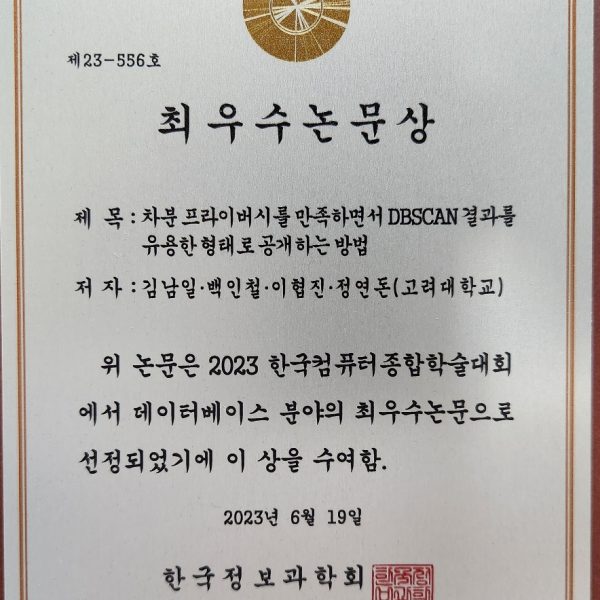 제23-556호
최우수논문상
제 목 : 차분 프라이버시를 만족하면서 DBSCAN 결과를
유용한 형태로 공개하는 방법
저 자 : 김남일·백인철·이협진·정연돈(고려대학교)
위 논문은 2023 한국컴퓨터종합학술대회
에서 데이터베이스 분야의 최우수논문으로
선정되었기에 이 상을 수여함.
2023년 6월 19일
한국정보과학회